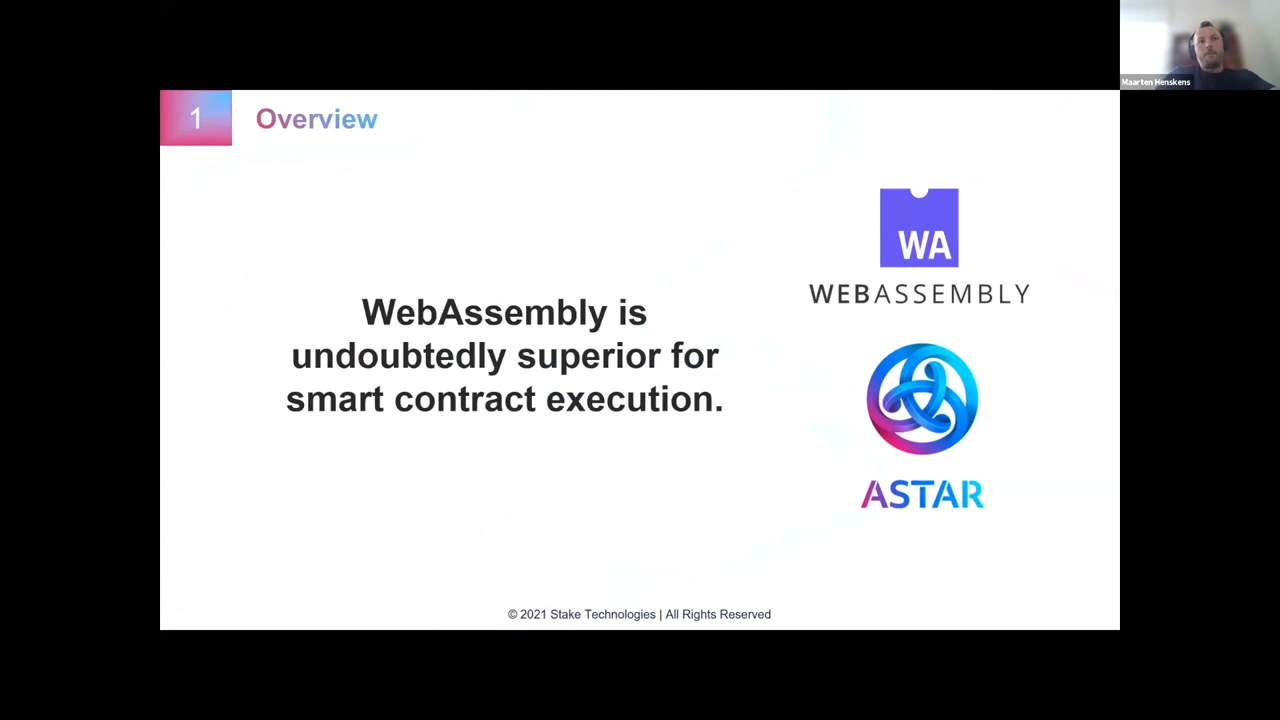 Maarten Henskens
1
Overview
WA
WEBASSEMBLY
WebAssembly is
undoubtedly superior for
smart contract execution.
ASTAR
© 2021 Stake Technologies | All Rights Reserved